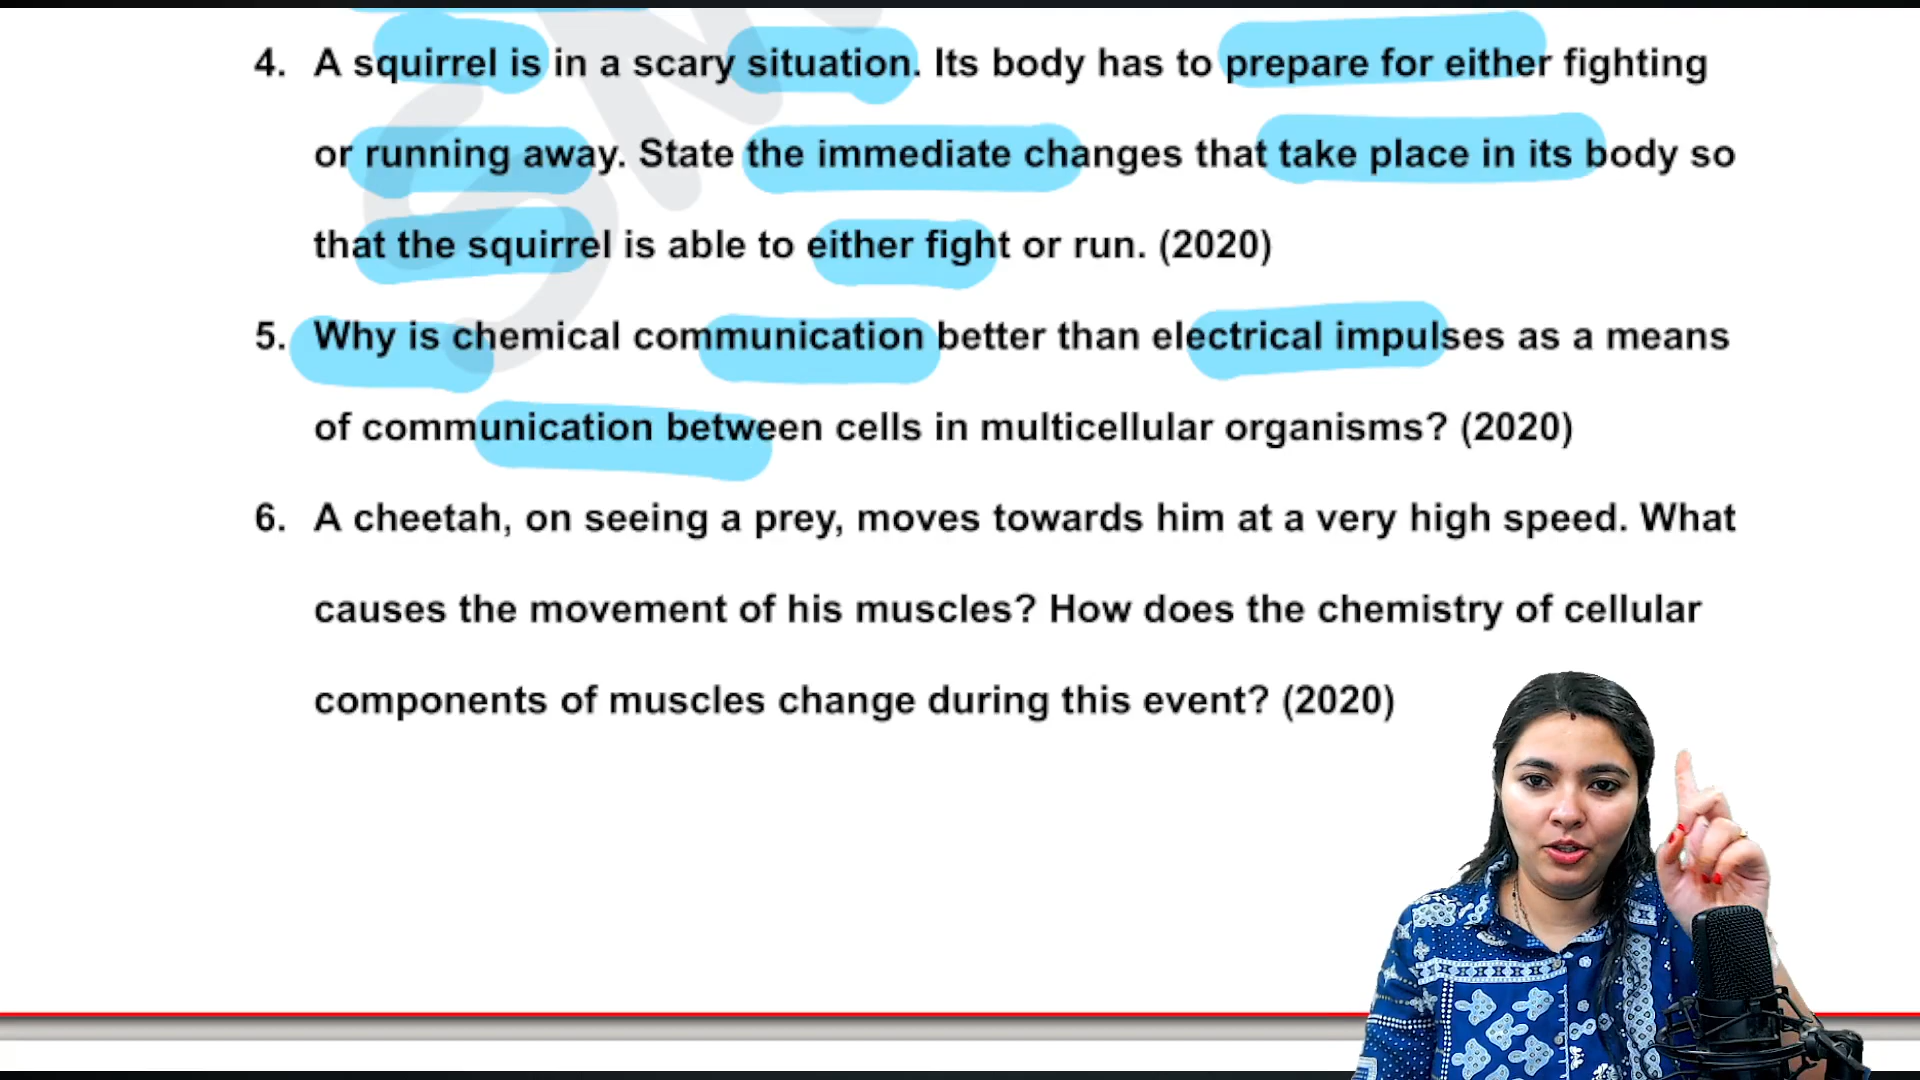 4. A squirrel is in a scary situation. Its body has to prepare for either fighting
or running away. State the immediate changes that take place in its body so
that the squirrel is able to either fight or run. (2020)
5. Why is chemical communication better than electrical impulses as a means
of communication between cells in multicellular organisms? (2020)
6. A cheetah, on seeing a prey, moves towards him at a very high speed. What
causes the movement of his muscles? How does the chemistry of cellular
components of muscles change during this event? (2020)